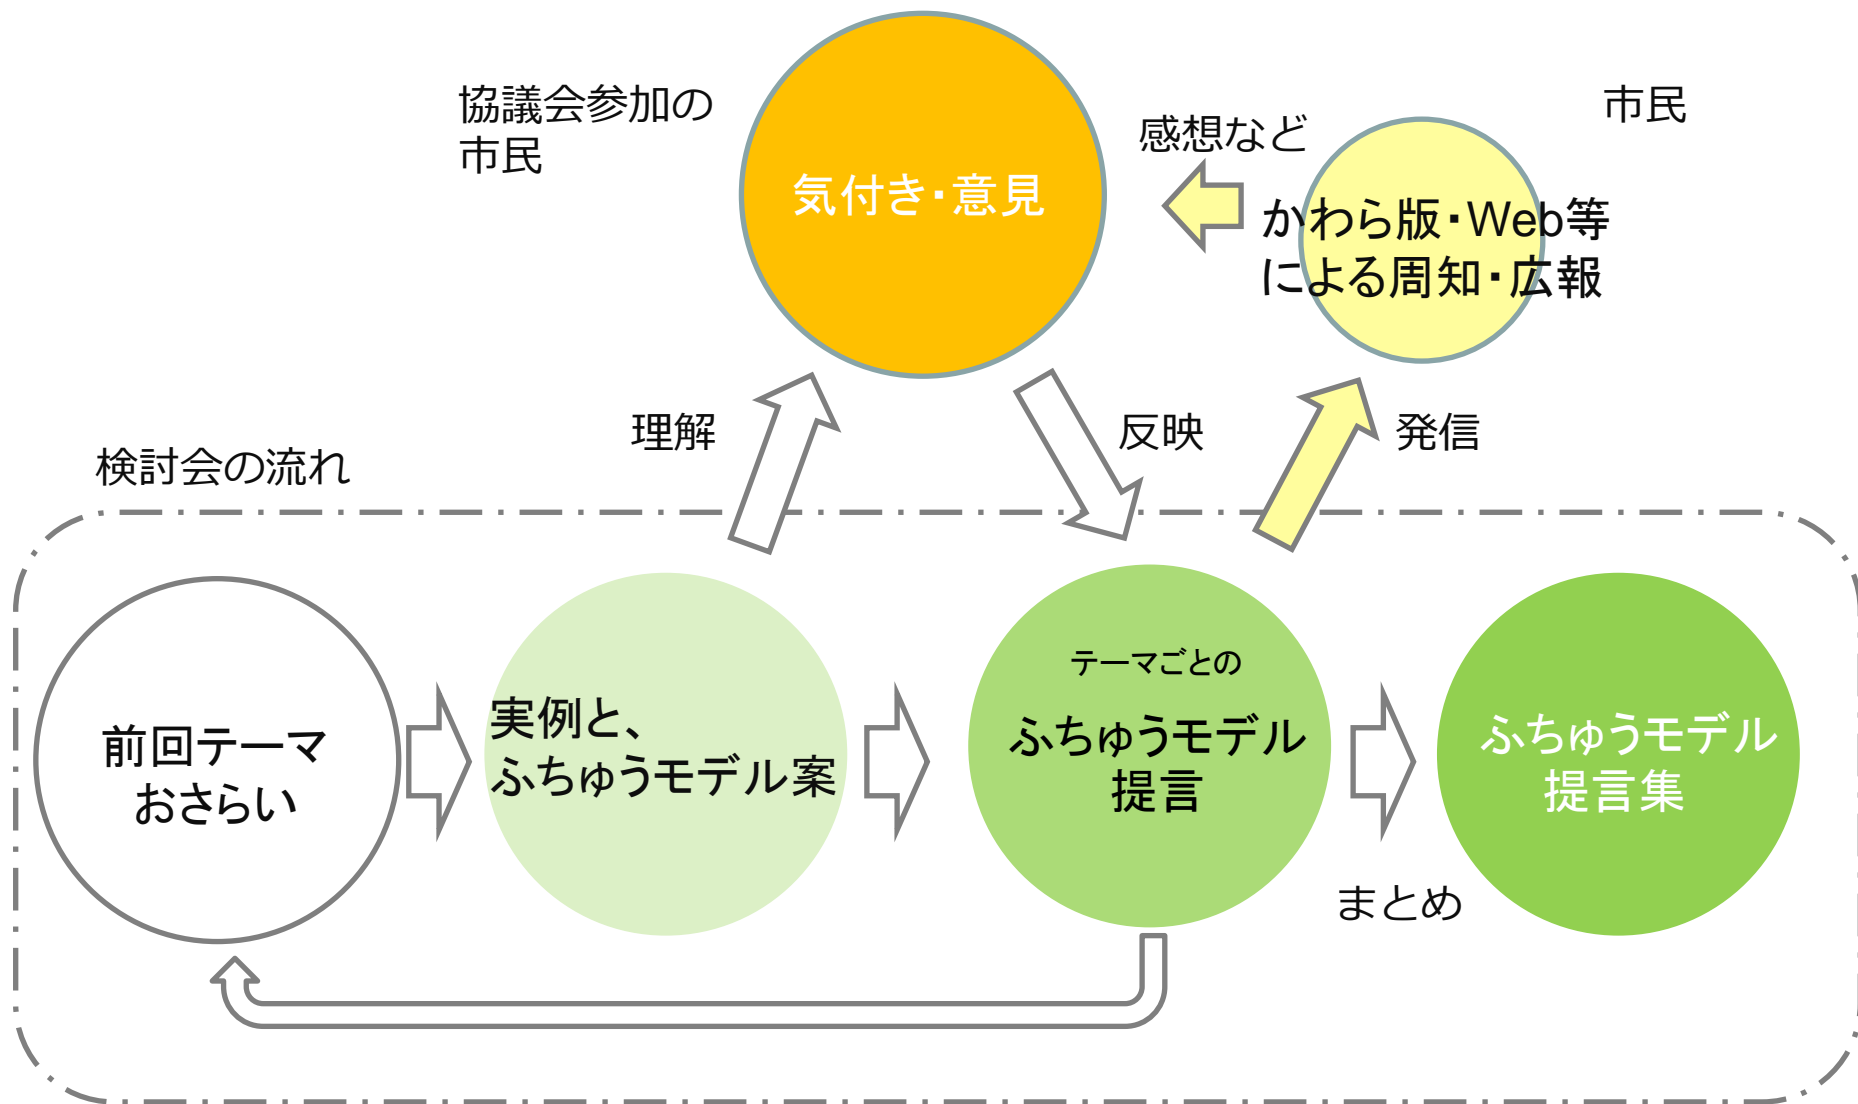 協議会参加の
市民
気付き・意見
感想など
市民
かわら版・Web等
による周知・広報
理解
反映
発信
検討会の流れ
前回テーマ
おさらい
実例と、
ふちゅうモデル案
テーマごとの
ふちゅうモデル
提言
ふちゅうモデル
提言集
まとめ